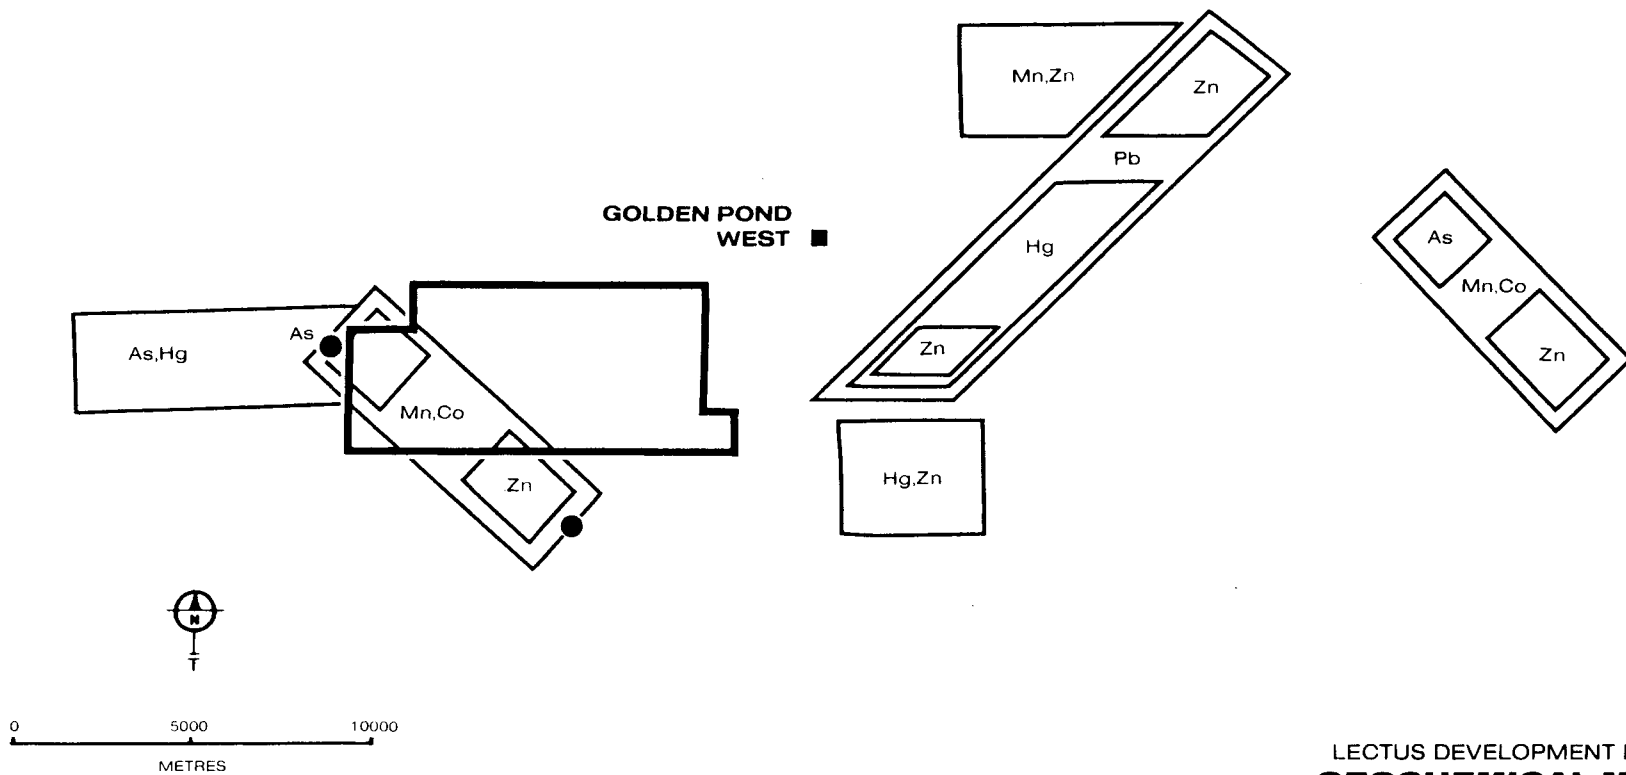 Mn,Zn
Zn
Pb
GOLDEN POND
WEST
Hg
As
Mn,Co
Zn
As
As,Hg
Zn
Mn,Co
Zn
Hg,Zn
N
T
0 5000 10000
METRES
LECTUS DEVELOPMENT